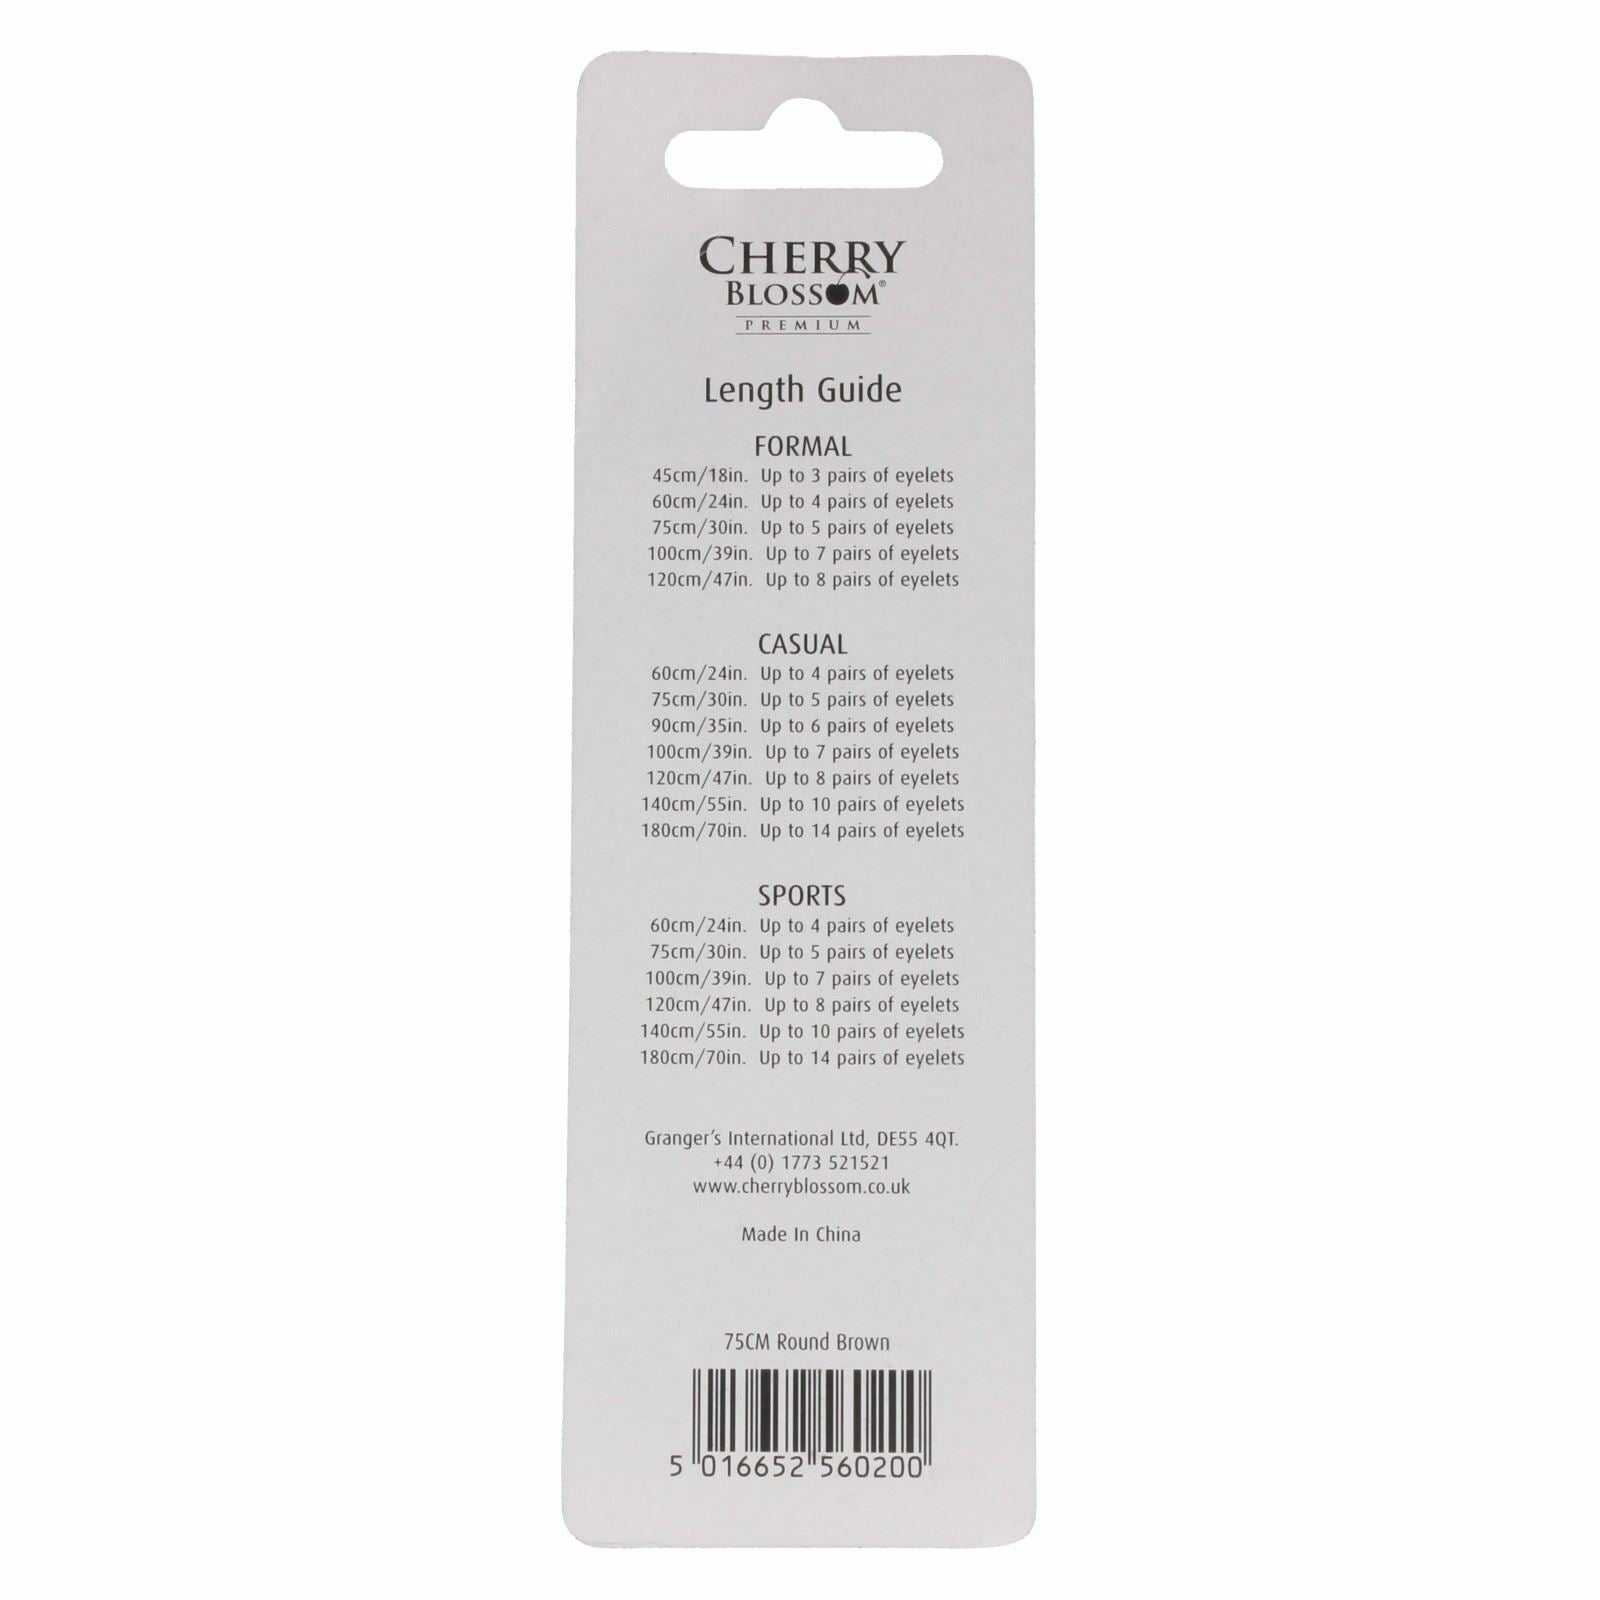 CHERRY
BLOSSOM®
PREMIUM
Length Guide
FORMAL
45cm/18in. Up to 3 pairs of eyelets
60cm/24in. Up to 4 pairs of eyelets
75cm/30in. Up to 5 pairs of eyelets
100cm/39in. Up to 7 pairs of eyelets
120cm/47in. Up to 8 pairs of eyelets
CASUAL
60cm/24in. Up to 4 pairs of eyelets
75cm/30in. Up to 5 pairs of eyelets
90cm/35in. Up to 6 pairs of eyelets
100cm/39in. Up to 7 pairs of eyelets
120cm/47in. Up to 8 pairs of eyelets
140cm/55in. Up to 10 pairs of eyelets
180cm/70in. Up to 14 pairs of eyelets
SPORTS
60cm/24in. Up to 4 pairs of eyelets
75cm/30in. Up to 5 pairs of eyelets
100cm/39in. Up to 7 pairs of eyelets
120cm/47in. Up to 8 pairs of eyelets
140cm/55in. Up to 10 pairs of eyelets
180cm/70in. Up to 14 pairs of eyelets
Granger's International Ltd, DE55 4QT.
+44 (0) 1773 521521
www.cherryblossom.co.uk
Made In China
75CM Round Brown
5 016652 560200